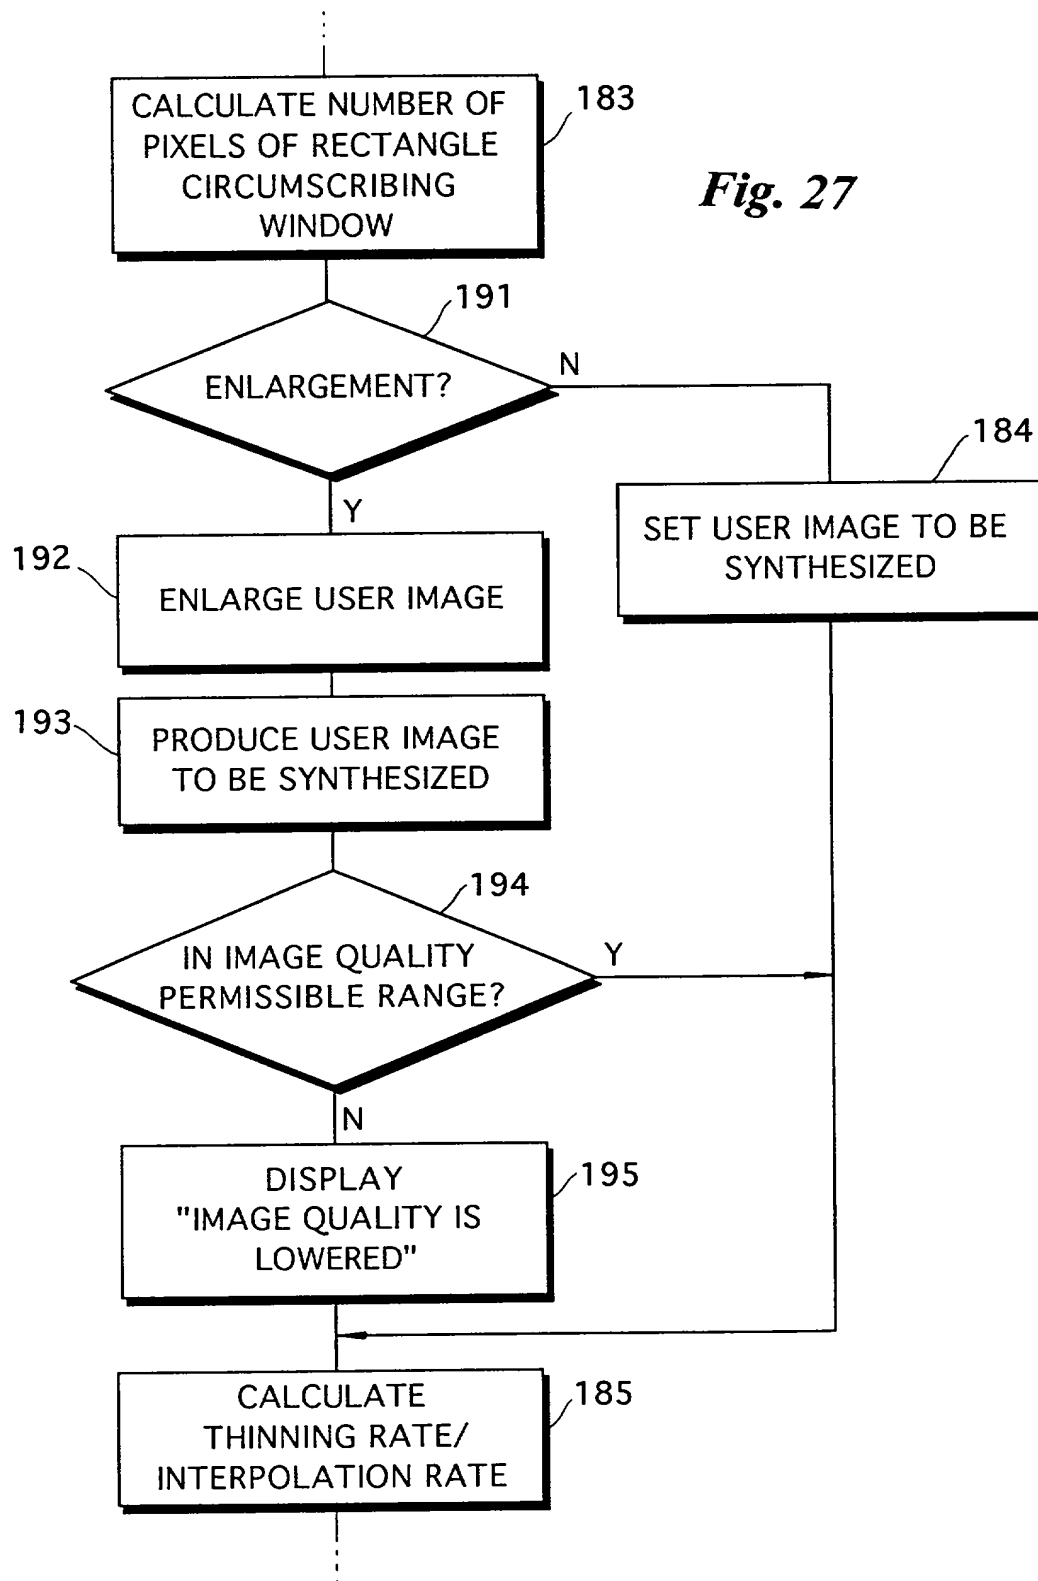 CALCULATE NUMBER OF
PIXELS OF RECTANGLE
CIRCUMSCRIBING
WINDOW
183
Fig. 27
191
ENLARGEMENT?
N
Y
184
SET USER IMAGE TO BE
SYNTHESIZED
192
ENLARGE USER IMAGE
193
PRODUCE USER IMAGE
TO BE SYNTHESIZED
194
IN IMAGE QUALITY
PERMISSIBLE RANGE?
Y
N
DISPLAY
"IMAGE QUALITY IS
LOWERED"
195
CALCULATE
THINNING RATE/
INTERPOLATION RATE
185